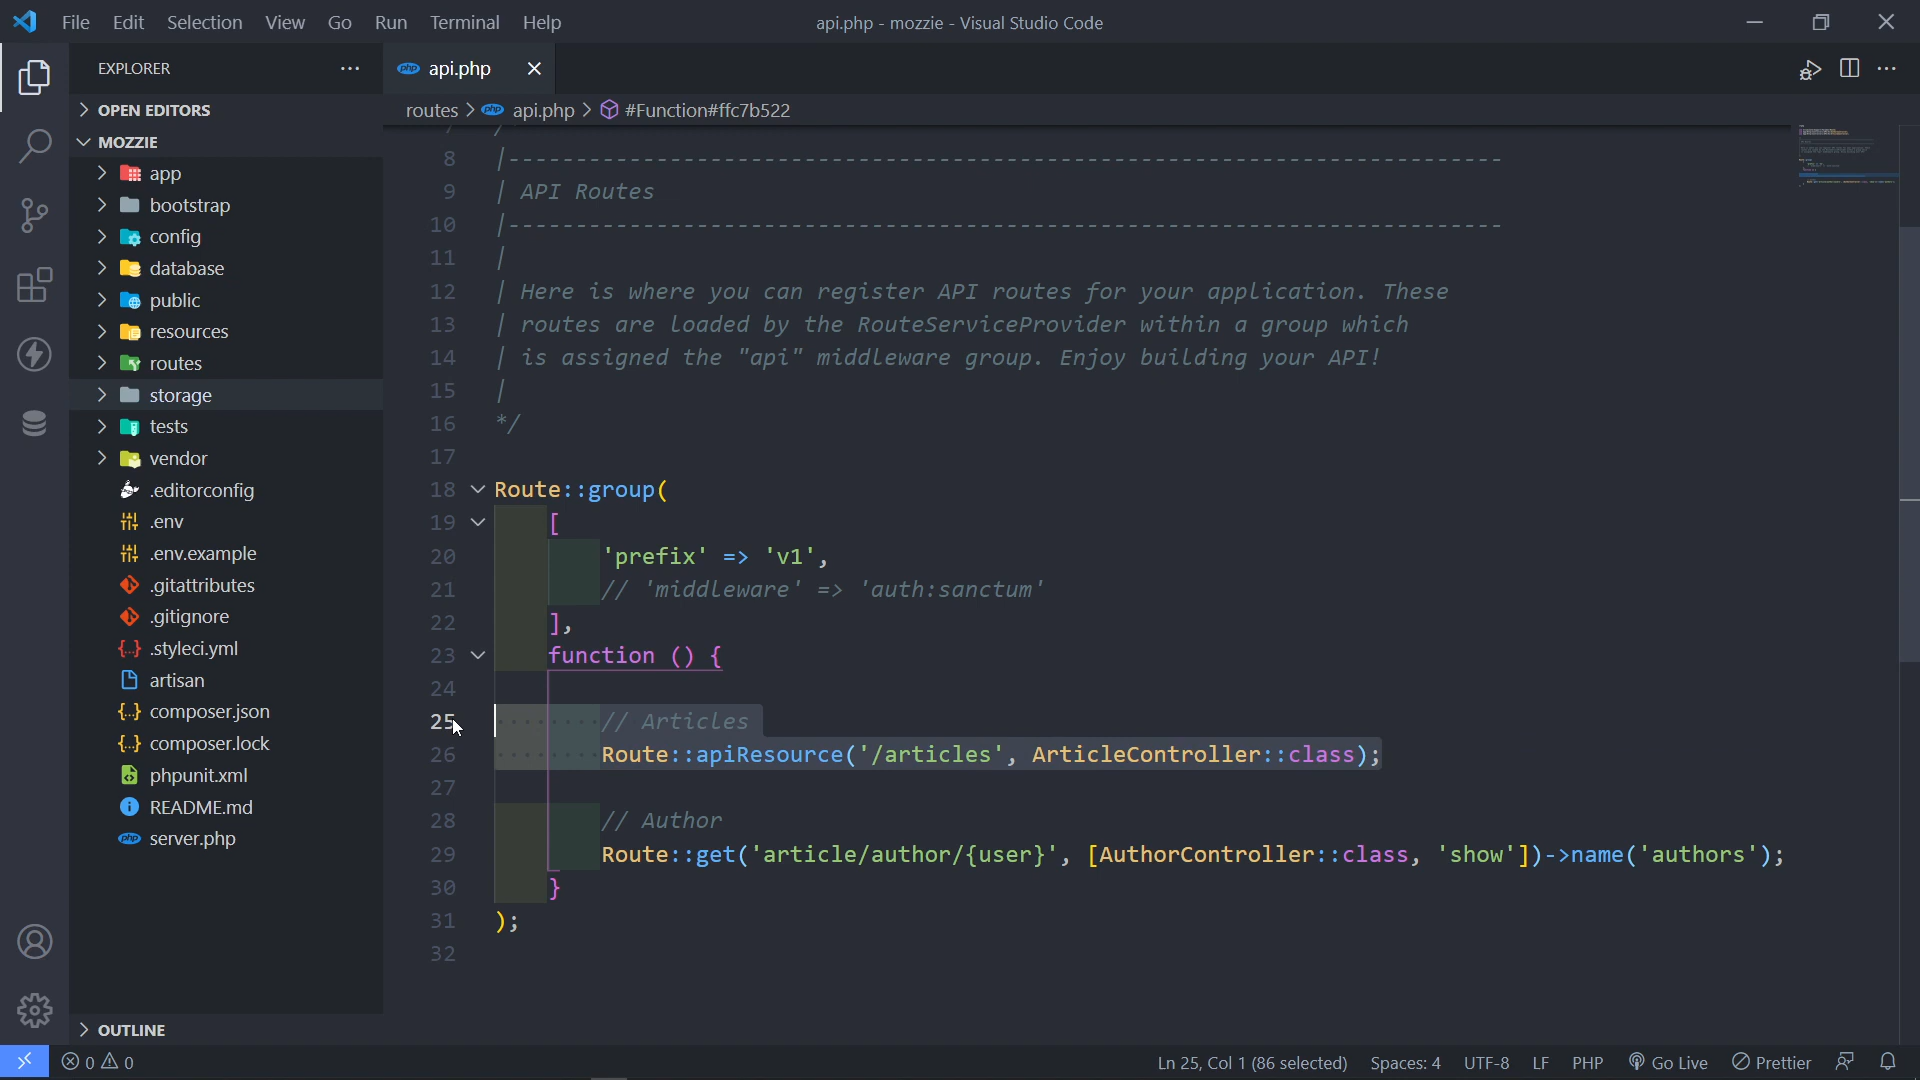 File Edit Selection View Go Run Terminal Help
api.php - mozzie - Visual Studio Code
EXPLORER
OPEN EDITORS
MOZZIE
app
bootstrap
config
database
public
resources
routes
storage
tests
vendor
.editorconfig
.env
.env.example
.gitattributes
.gitignore
.styleci.yml
artisan
composer.json
composer.lock
phpunit.xml
README.md
server.php
OUTLINE
php api.php
routes > php api.php > #Function#ffc7b522
8 |--------------------------------------------------------------------------
9 | API Routes
10 |--------------------------------------------------------------------------
11 |
12 | Here is where you can register API routes for your application. These
13 | routes are loaded by the RouteServiceProvider within a group which
14 | is assigned the "api" middleware group. Enjoy building your API!
15 |
16 */
17
18 Route::group(
19 [
20 'prefix' => 'v1',
21 // 'middleware' => 'auth:sanctum'
22 ],
23 function () {
24
25 // Articles
26 Route::apiResource('/articles', ArticleController::class);
27
28 // Author
29 Route::get('article/author/{user}', [AuthorController::class, 'show'])->name('authors');
30 }
31 );
32
0 0
Ln 25, Col 1 (86 selected) Spaces: 4 UTF-8 LF PHP Go Live Prettier